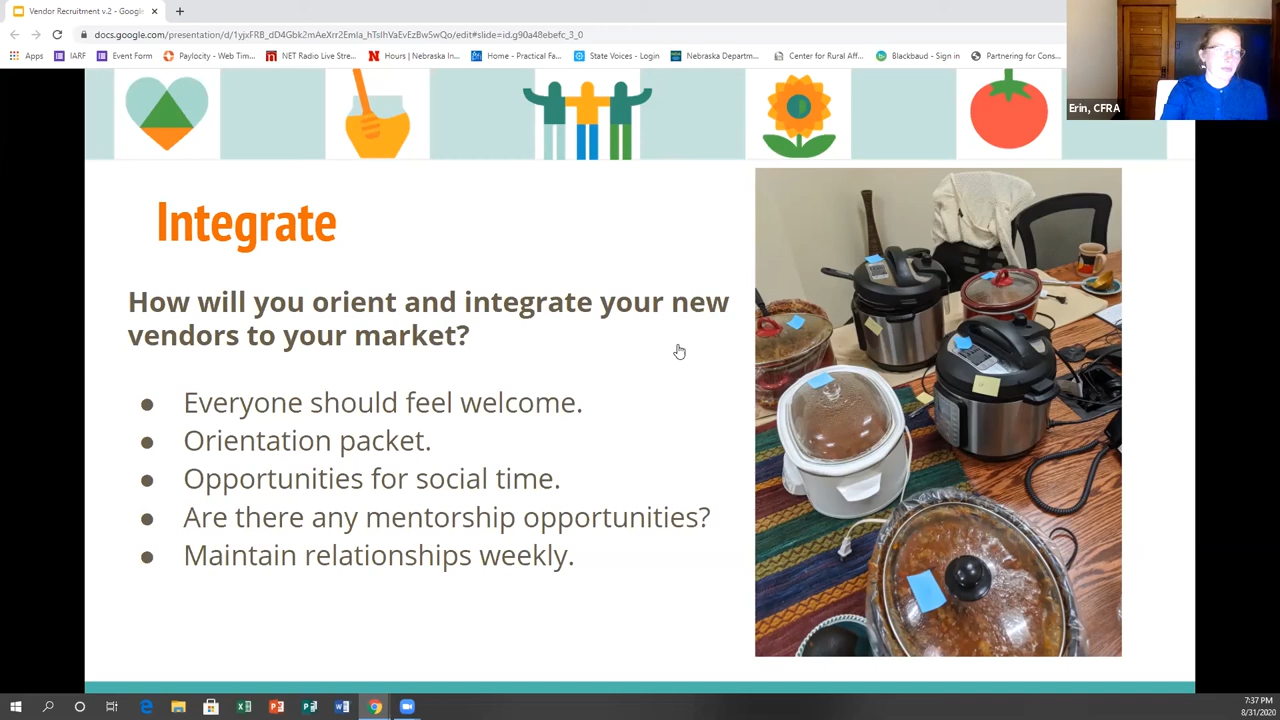 Vendor Recruitment v.2 - Google
docs.google.com/presentation/d/1yjxFRB_dD4Gbk2mAeXrr2Emla_hTsIhVaEvEzBw5wQo/edit#slide=id.g90a48ebefc_3_0
Apps IARF Event Form Paylocity - Web Tim... NET Radio Live Stre... Hours | Nebraska In... Home - Practical Fa... State Voices - Login Nebraska Departm... Center for Rural Aff... Blackbaud - Sign in Partnering for Cons...
Erin, CFRA
Integrate
How will you orient and integrate your new
vendors to your market?
● Everyone should feel welcome.
● Orientation packet.
● Opportunities for social time.
● Are there any mentorship opportunities?
● Maintain relationships weekly.
7:37 PM
8/31/2020